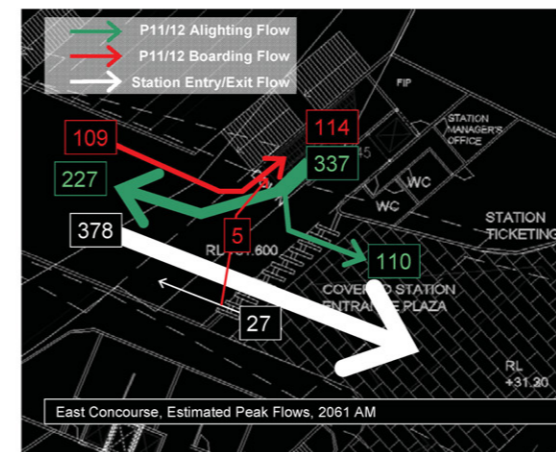 P11/12 Alighting Flow
P11/12 Boarding Flow
Station Entry/Exit Flow
FIP
109
114
STATION
MANAGER'S
OFFICE
337
227
WC
WC
378
STATION
TICKETING
5
110
COVERED STATION
ENTRANCE PLAZA
27
RL
+31.20
East Concourse, Estimated Peak Flows, 2061 AM